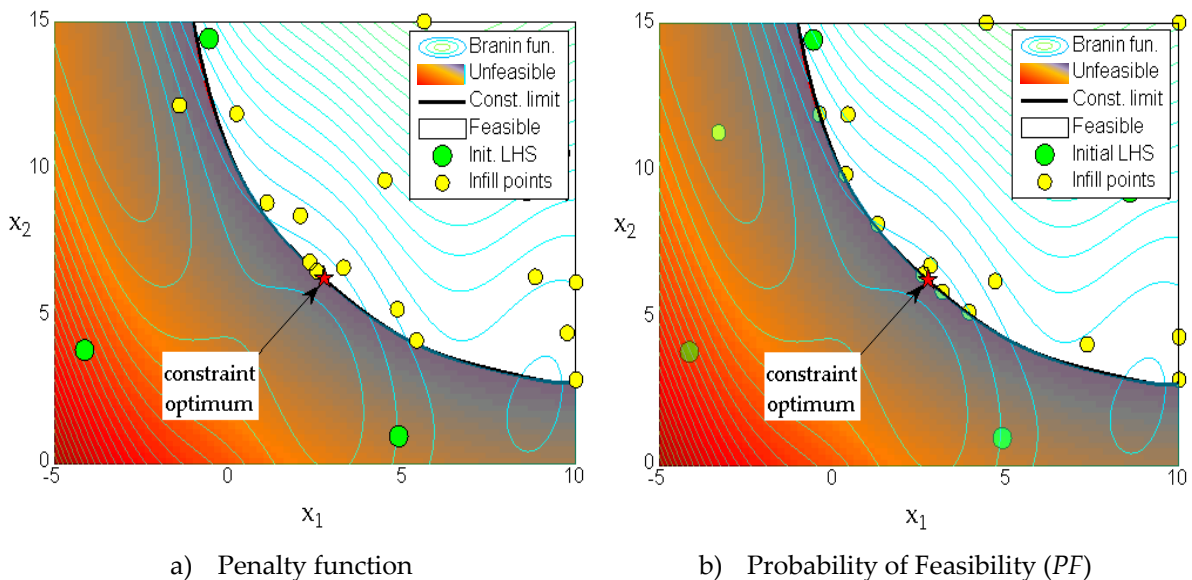 15
10
5
0
-5
0
5
10
x2
x1
Branin fun.
Unfeasible
Const. limit
Feasible
Init. LHS
Infill points
constraint
optimum
a) Penalty function
15
10
5
0
-5
0
5
10
x2
x1
Branin fun.
Unfeasible
Const. limit
Feasible
Initial LHS
Infill points
constraint
optimum
b) Probability of Feasibility (PF)